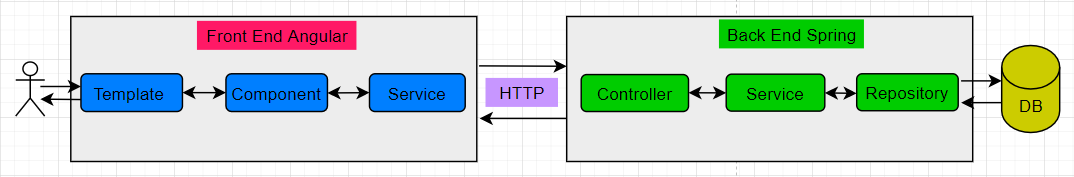 Front End Angular
Back End Spring
Template
Component
Service
HTTP
Controller
Service
Repository
DB